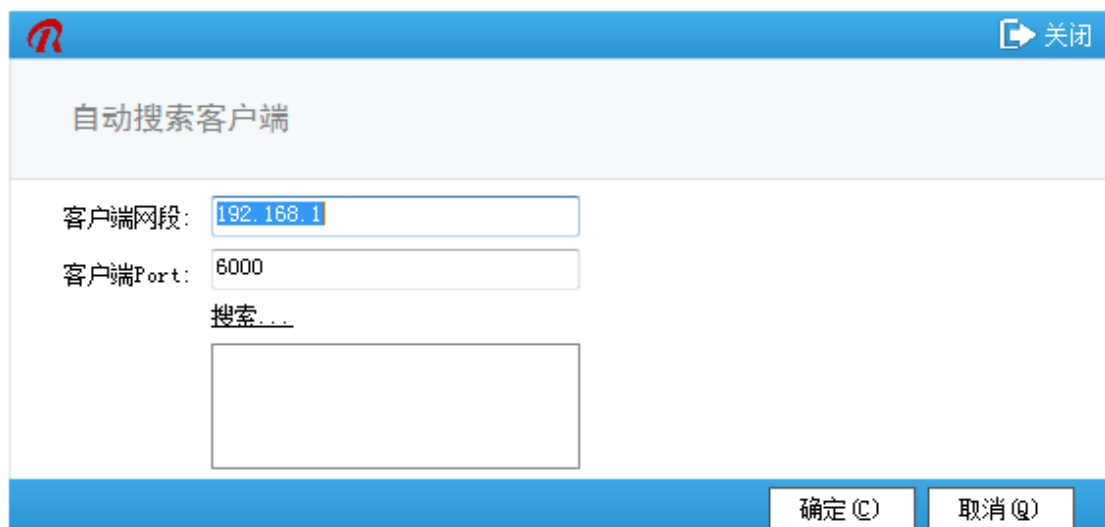 关闭
自动搜索客户端
客户端网段: 192.168.1
客户端Port: 6000
搜索...
确定(C) 取消(Q)